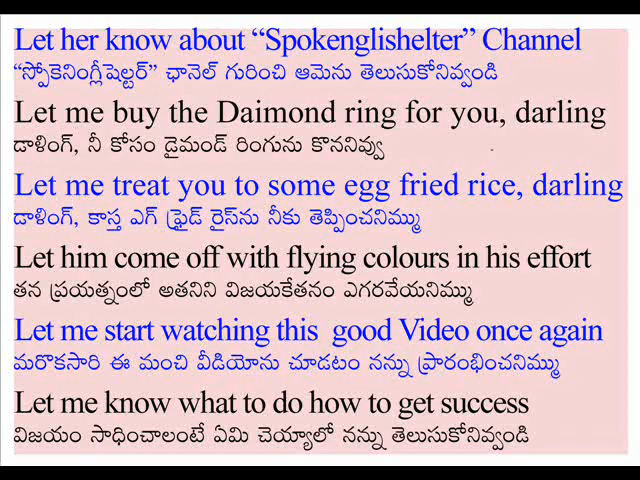 Let her know about “Spokenglishelter” Channel
“స్పోకెనింగ్లీషెల్టర్” ఛానెల్ గురించి ఆమెను తెలుసుకోనివ్వండి
Let me buy the Daimond ring for you, darling
డాళింగ్, నీ కోసం డైమండ్ రింగును కొననివ్వు
Let me treat you to some egg fried rice, darling
డాళింగ్, కాస్త ఎగ్ ఫ్రైడ్ రైస్‌ను నీకు తెప్పించనిమ్ము
Let him come off with flying colours in his effort
తన ప్రయత్నంలో అతనిని విజయకేతనం ఎగరవేయనిమ్ము
Let me start watching this good Video once again
మరొకసారి ఈ మంచి వీడియోను చూడటం నన్ను ప్రారంభించనిమ్ము
Let me know what to do how to get success
విజయం సాధించాలంటే ఏమి చెయ్యాలో నన్ను తెలుసుకోనివ్వండి